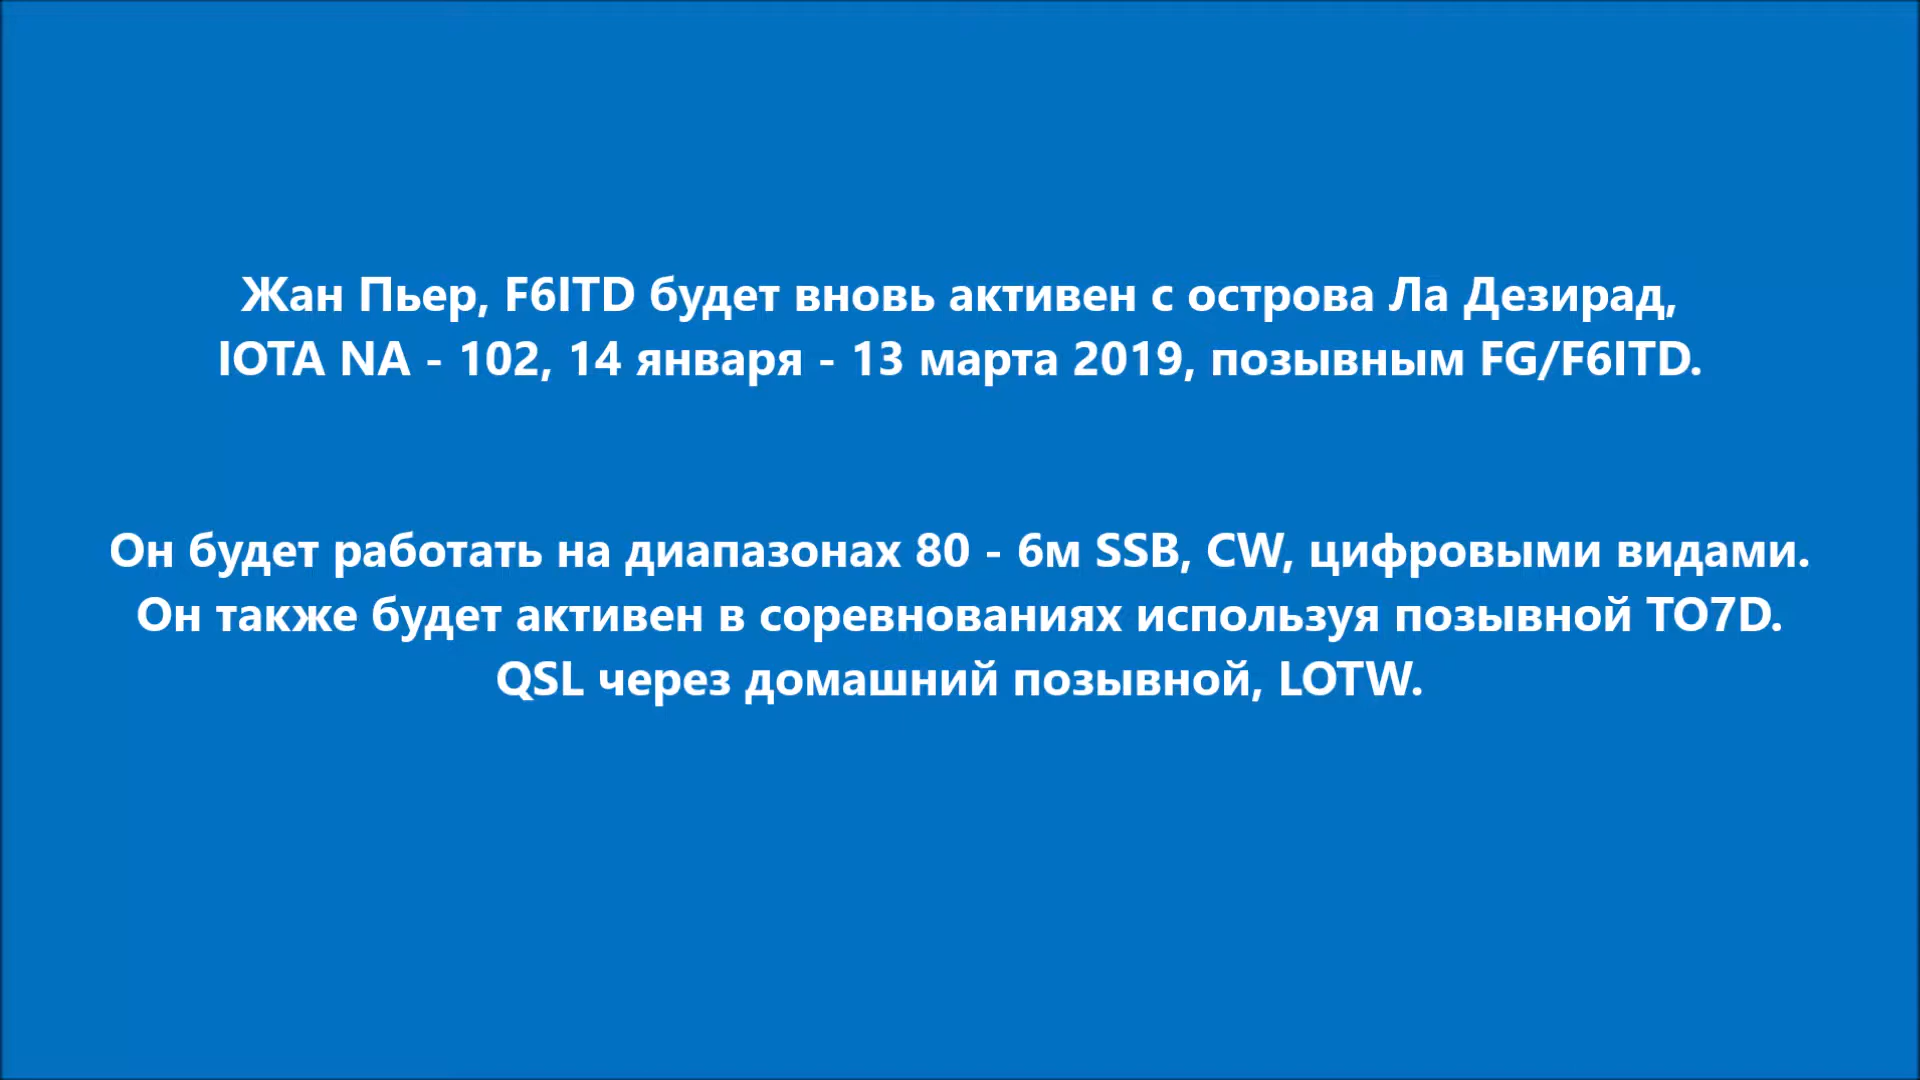 Жан Пьер, F6ITD будет вновь активен с острова Ла Дезирад,
IOTA NA - 102, 14 января - 13 марта 2019, позывным FG/F6ITD.
Он будет работать на диапазонах 80 - 6м SSB, CW, цифровыми видами.
Он также будет активен в соревнованиях используя позывной TO7D.
QSL через домашний позывной, LOTW.